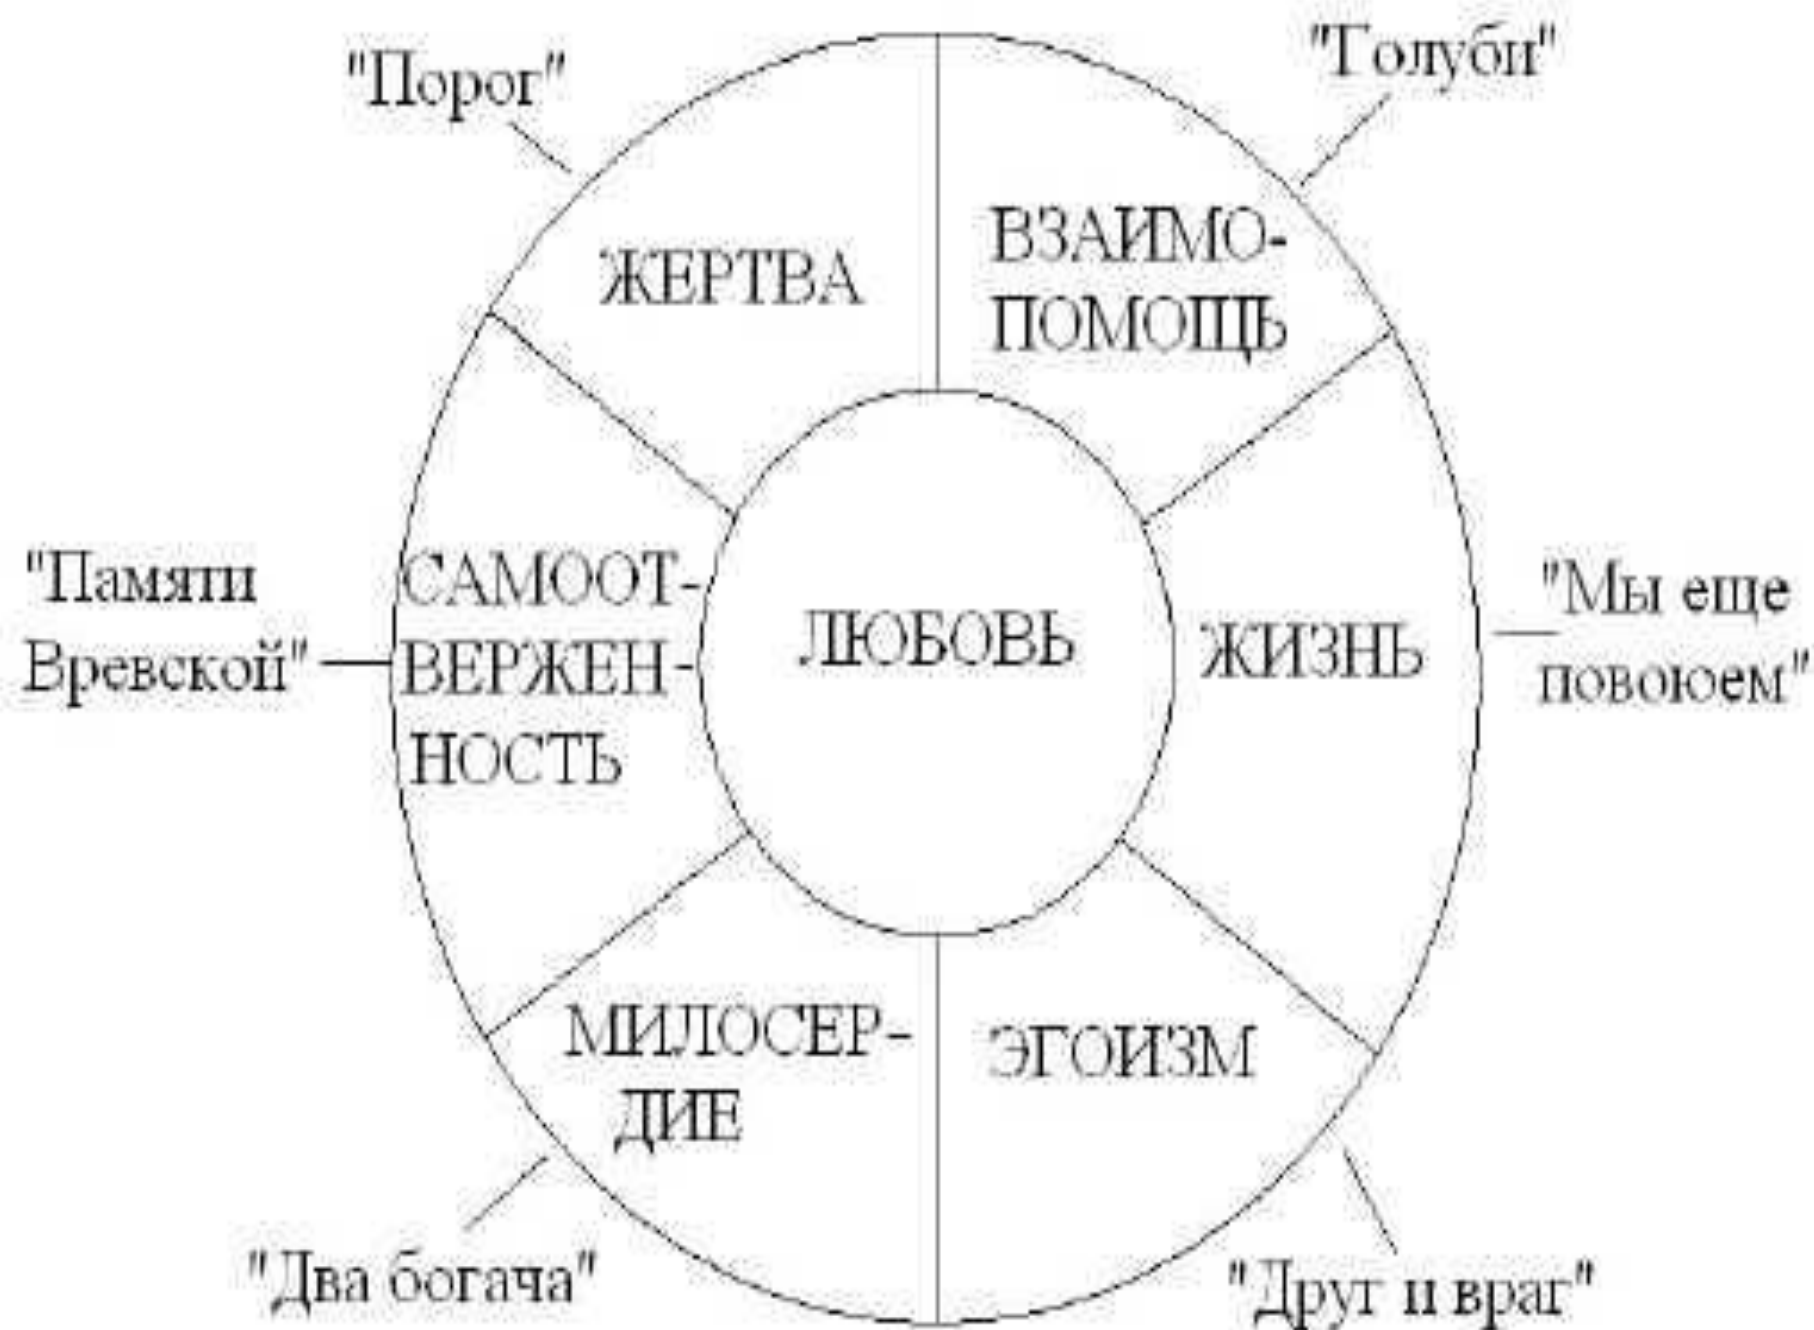 "Порог"
"Голуби"
ЖЕРТВА
ВЗАИМО-
ПОМОЩЬ
"Памяти
Вревской"
САМООТ-
ВЕРЖЕН-
НОСТЬ
ЛЮБОВЬ
ЖИЗНЬ
"Мы еще
повоюем"
МИЛОСЕР-
ДИЕ
ЭГОИЗМ
"Два богача"
"Друг и враг"